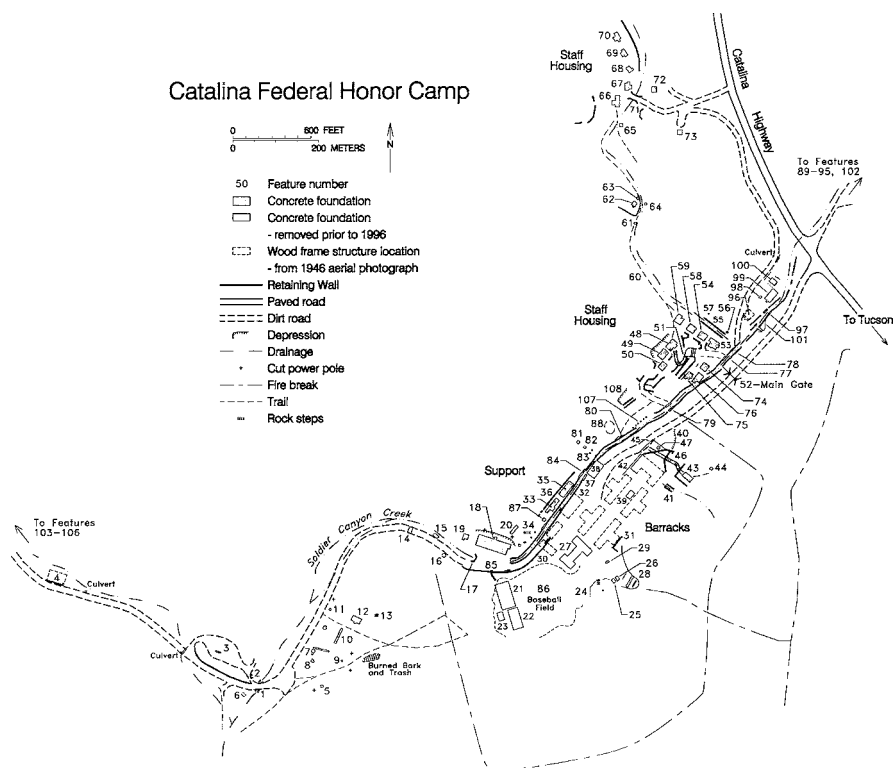 Catalina Federal Honor Camp
0 600 FEET
0 200 METERS
N
50 Feature number
Concrete foundation
Concrete foundation
- removed prior to 1996
Wood frame structure location
- from 1946 aerial photograph
Retaining Wall
Paved road
Dirt road
Depression
Drainage
Cut power pole
Fire break
Trail
Rock steps
Staff
Housing
70
69
68
67
66
65
71
72
73
Catalina
Highway
To Features
89-95, 102
63
62
64
61
60
Culvert
59
58
54
57
55
56
100
99
98
96
97
101
To Tucson
Staff
Housing
51
48
49
50
53
78
77
52-Main Gate
74
76
75
79
108
107
80
88
81
82
83
84
45
40
47
46
43
44
42
41
38
37
39
Support
35
36
33
32
87
34
20
18
19
Barracks
31
29
26
28
25
24
27
30
86
Baseball
Field
85
21
22
23
17
16
15
14
Soldier Canyon Creek
To Features
103-106
4
Culvert
Culvert
3
2
1
6
11
12
13
10
7
8
9
5
Burned Bark
and Trash